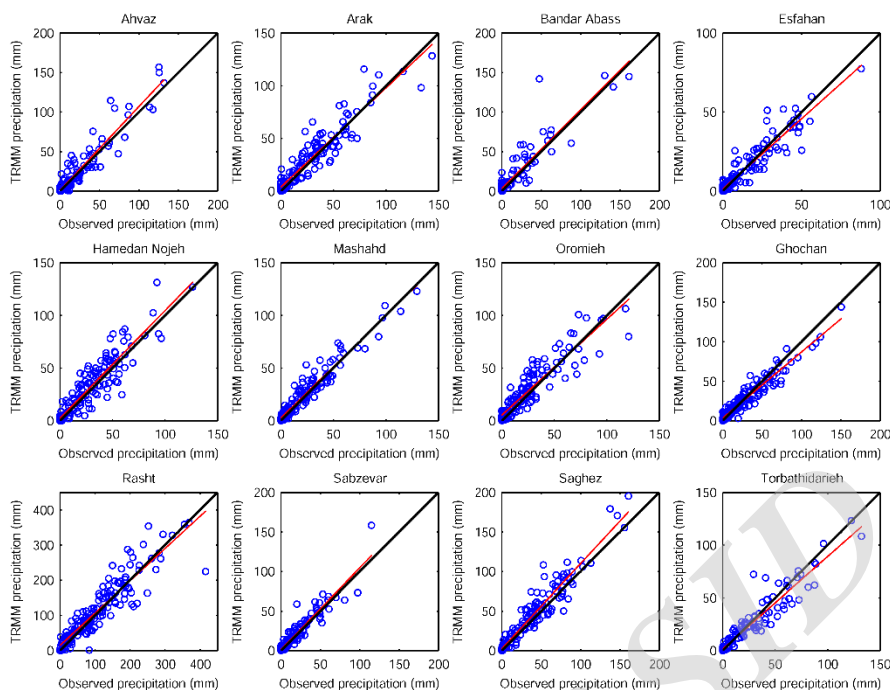 Ahvaz Arak Bandar Abass Esfahan
200 150 200 100
TRMM precipitation (mm) TRMM precipitation (mm) TRMM precipitation (mm) TRMM precipitation (mm)
150 100 150 50
100 50 100 0
50 0 50
0 0
0 50 100 150 200 0 50 100 150 0 50 100 150 200 0 50 100
Observed precipitation (mm) Observed precipitation (mm) Observed precipitation (mm) Observed precipitation (mm)
Hamedan Nojeh Mashahd Oromieh Ghochan
150 150 150 200
TRMM precipitation (mm) TRMM precipitation (mm) TRMM precipitation (mm) TRMM precipitation (mm)
100 100 100 150
50 50 50 100
0 0 0 50
0
0 50 100 150 0 50 100 150 0 50 100 150 0 50 100 150 200
Observed precipitation (mm) Observed precipitation (mm) Observed precipitation (mm) Observed precipitation (mm)
Rasht Sabzevar Saghez Torbathidarieh
400 200 200 150
TRMM precipitation (mm) TRMM precipitation (mm) TRMM precipitation (mm) TRMM precipitation (mm)
300 150 150 100
200 100 100 50
100 50 50 0
0 0 0
0 100 200 300 400 0 50 100 150 200 0 50 100 150 200 0 50 100 150
Observed precipitation (mm) Observed precipitation (mm) Observed precipitation (mm) Observed precipitation (mm)
SID